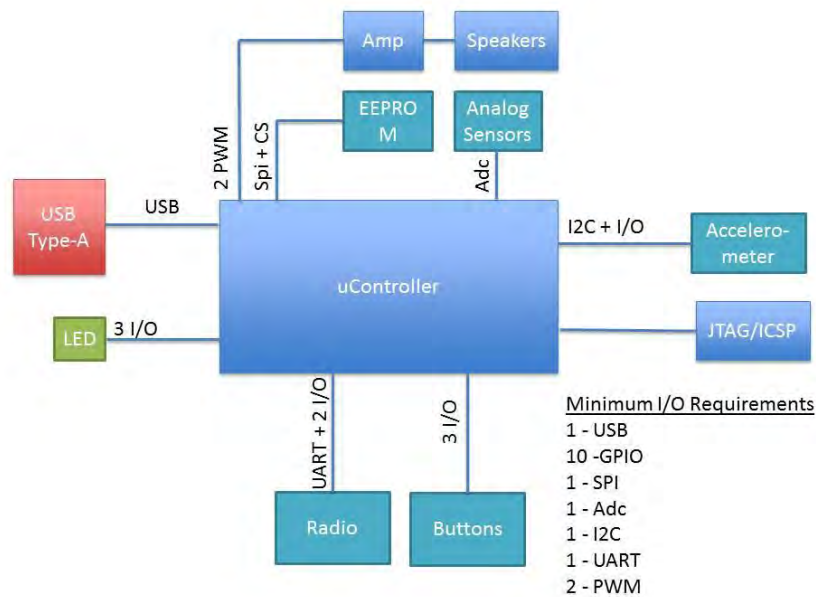 Amp
Speakers
EEPRO
M
Analog
Sensors
2 PWM
Spi + CS
Adc
USB
Type-A
USB
I2C + I/O
Accelero-
meter
uController
LED
3 I/O
JTAG/ICSP
UART + 2 I/O
3 I/O
Radio
Buttons
Minimum I/O Requirements
1 - USB
10 -GPIO
1 - SPI
1 - Adc
1 - I2C
1 - UART
2 - PWM